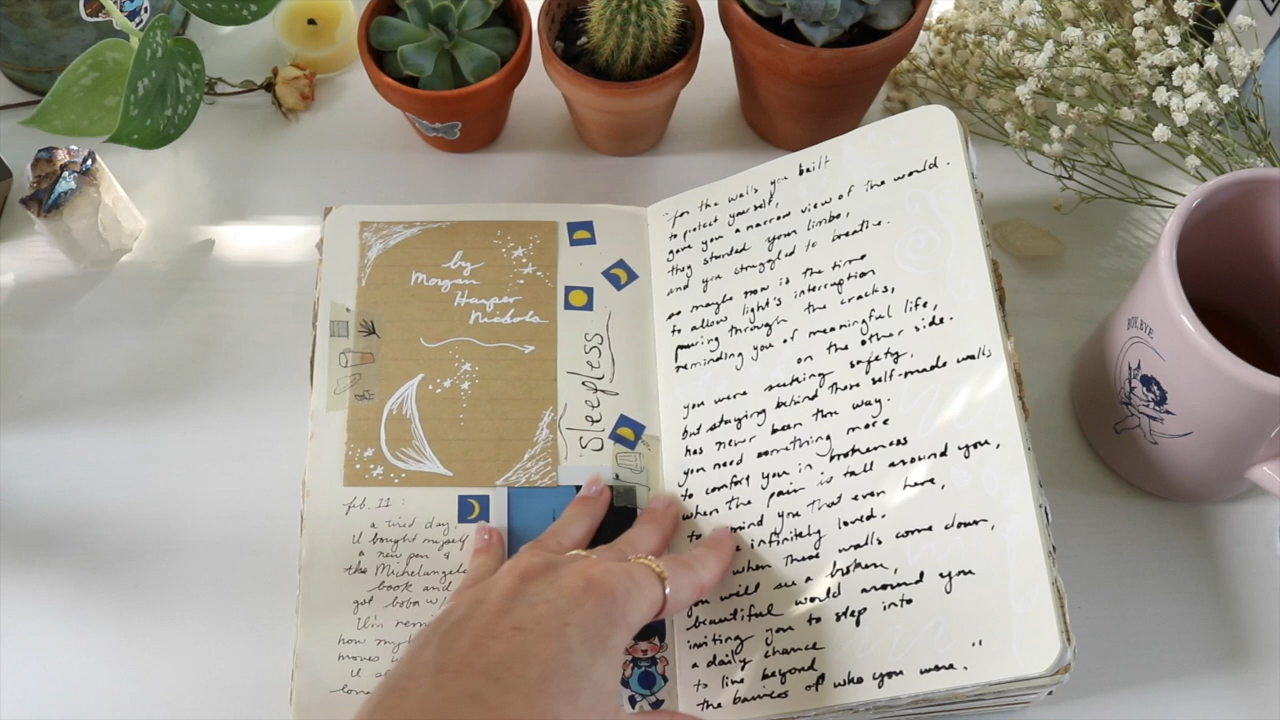 by
Morgan
Harper
Nichols
sleepless
feb. 11:
a wed day,
I bought myself
a new pen &
the Michelangelo
book and
got boba w/
I'm
how my
moves
"for the walls you built
to protect yourself,
gave you a narrow view of the world.
they stunded your limbo,
and you struggled to breathe.
so maybe now is the time
to allow light's interruption
pouring through the cracks,
reminding you of meaningful life,
on the other side.
you were seeking safety,
but staying behind these self-made walls
has never been the way.
you need something more
to comfort you in brokenness
when the pain is tall around you,
to mind you that even here,
infinitely loved.
when these walls come down,
you will see a broken,
beautiful world around you
inviting you to step into
a daily chance
to live beyond
the barriers of who you were."
BOY, BYE